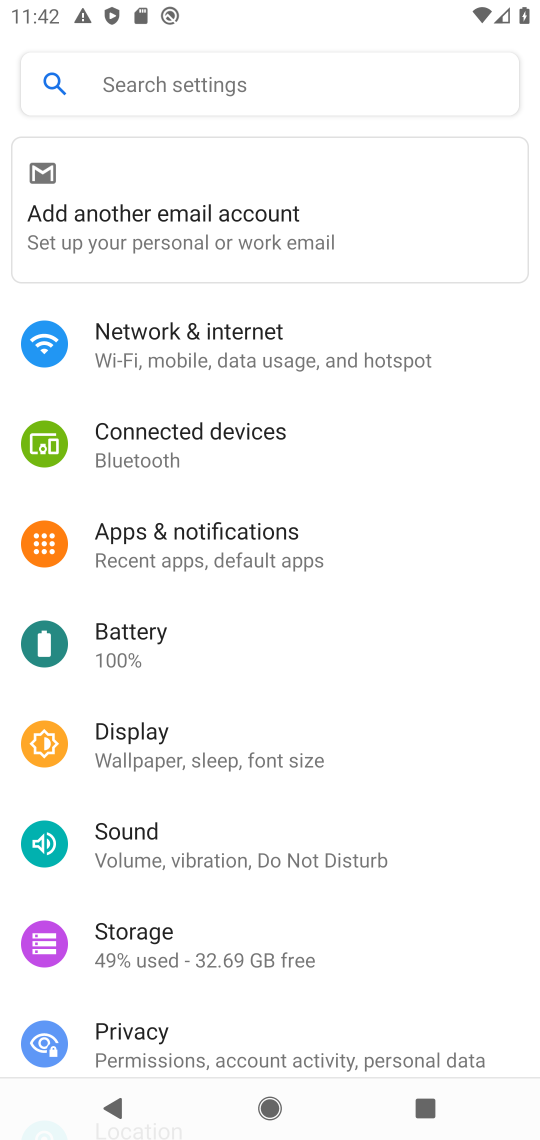 11:42
Search settings
Add another email account
Set up your personal or work email
Network & internet
Wi-Fi, mobile, data usage, and hotspot
Connected devices
Bluetooth
Apps & notifications
Recent apps, default apps
Battery
100%
Display
Wallpaper, sleep, font size
Sound
Volume, vibration, Do Not Disturb
Storage
49% used - 32.69 GB free
Privacy
Permissions, account activity, personal data
Location